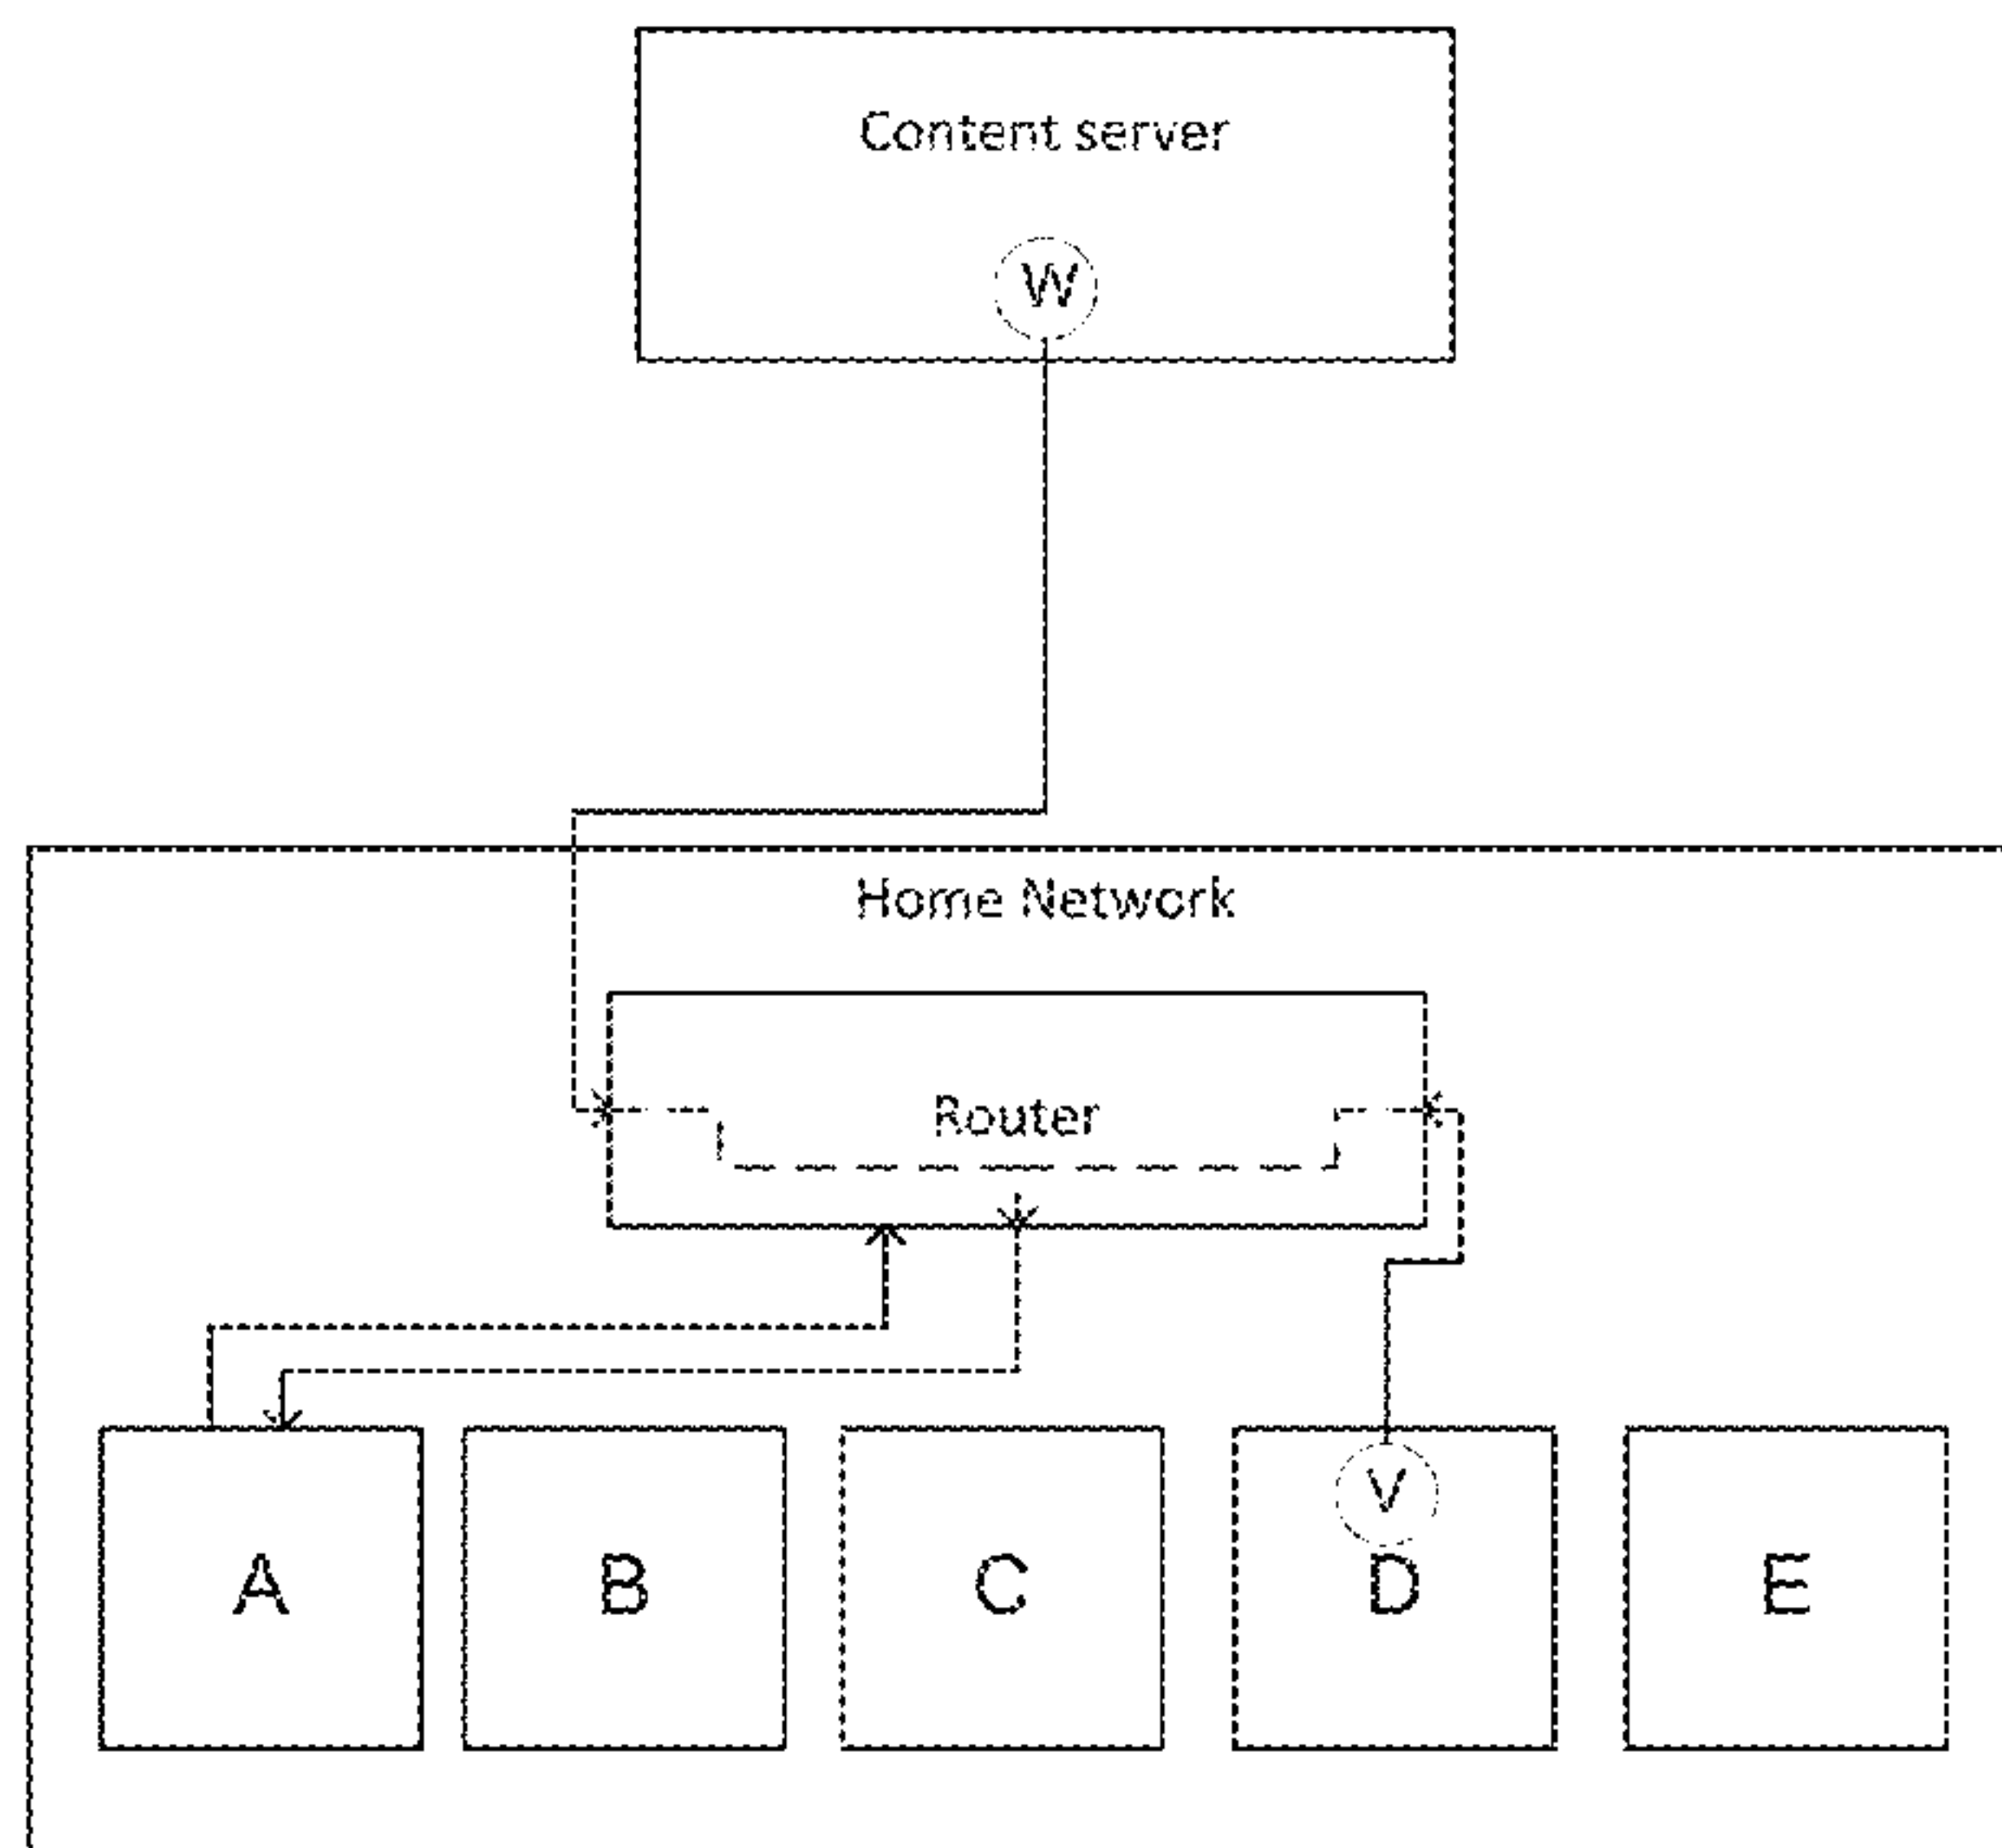 Content server
W
Home Network
Router
V
A B C D E